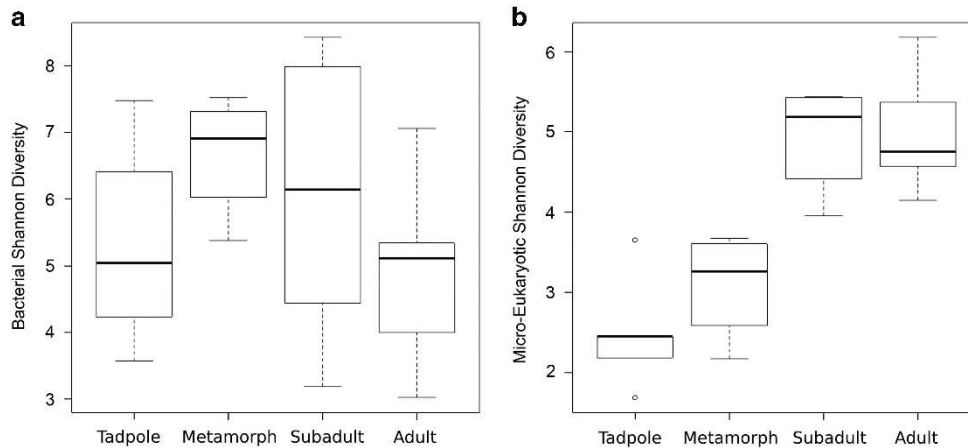 a
Bacterial Shannon Diversity
8
7
6
5
4
3
Tadpole Metamorph Subadult Adult
b
Micro-Eukaryotic Shannon Diversity
6
5
4
3
2
Tadpole Metamorph Subadult Adult